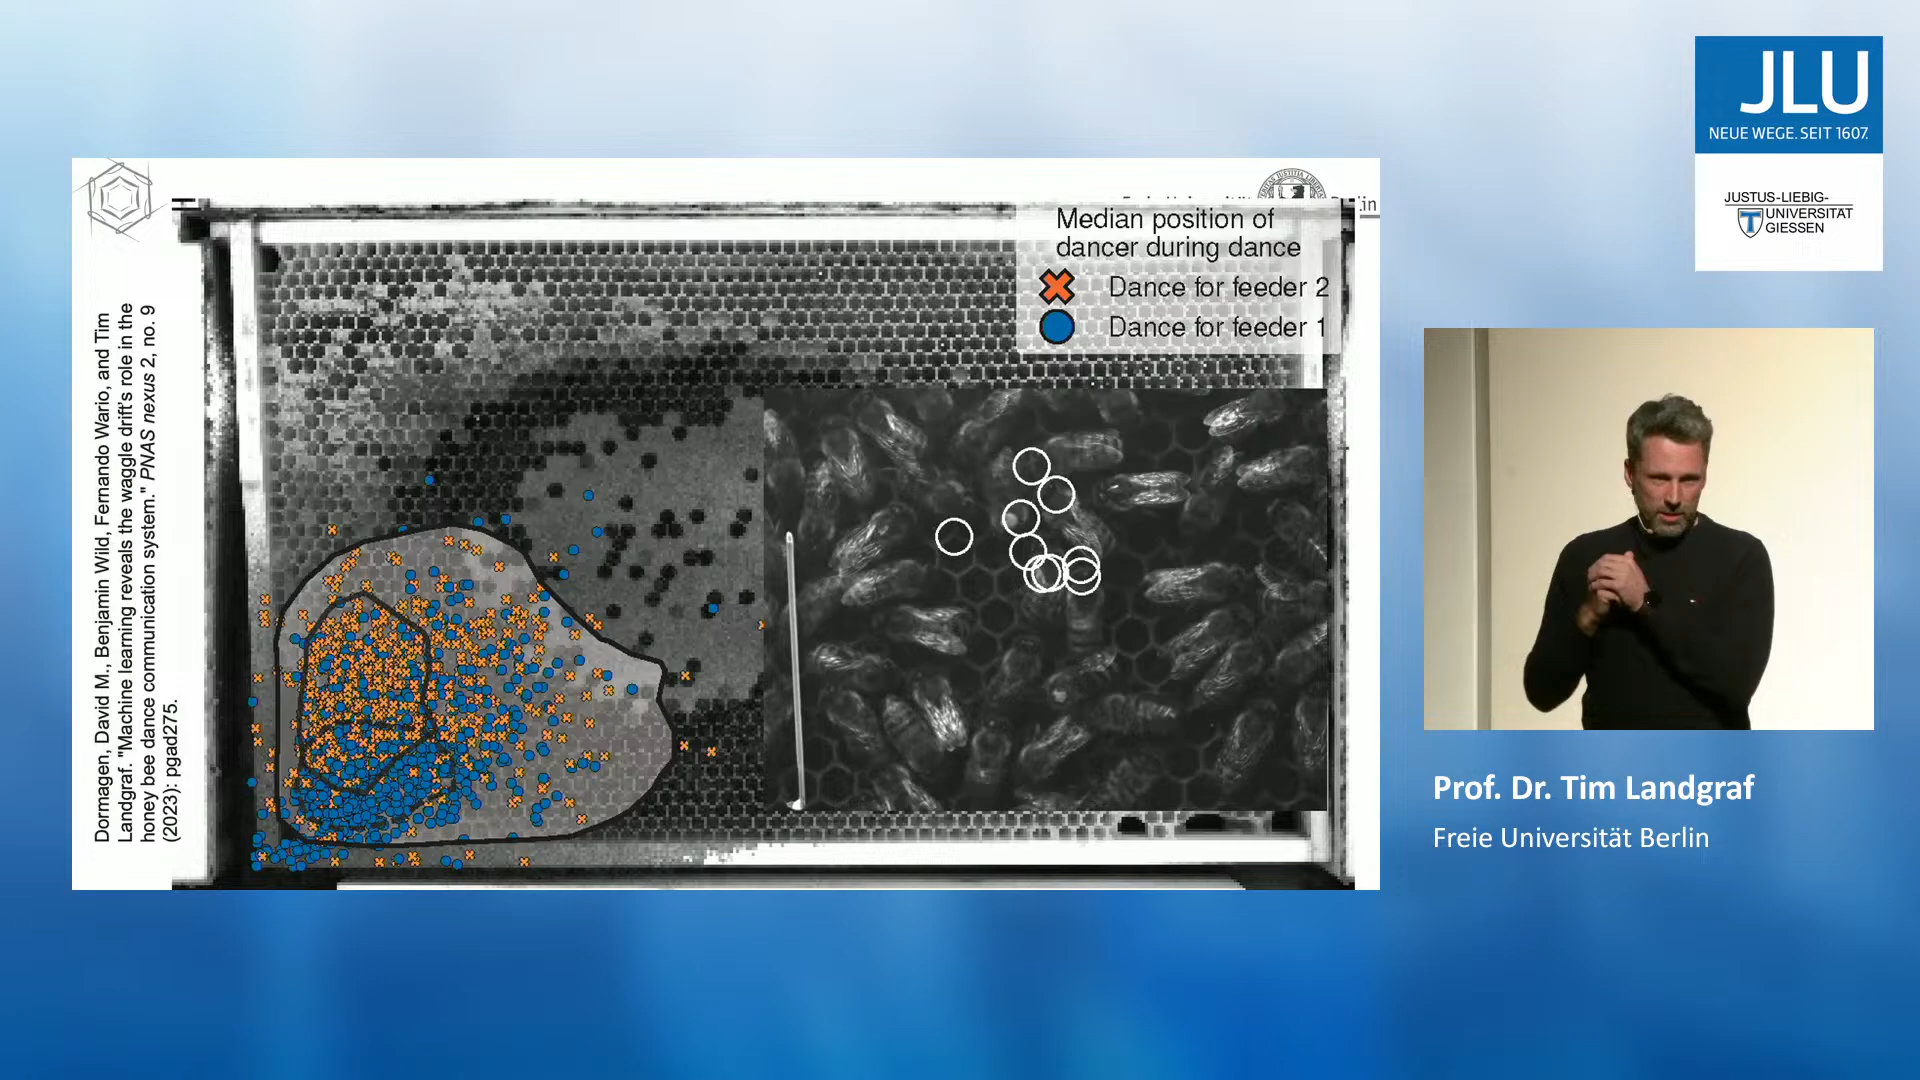 JLU
NEUE WEGE. SEIT 1607.
JUSTUS-LIEBIG-
UNIVERSITÄT
GIESSEN
Median position of
dancer during dance
Dance for feeder 2
Dance for feeder 1
Dormagen, David M., Benjamin Wild, Fernando Wario, and Tim
Landgraf. "Machine learning reveals the waggle drift's role in the
honey bee dance communication system." PNAS nexus 2, no. 9
(2023): pgad275.
Prof. Dr. Tim Landgraf
Freie Universität Berlin